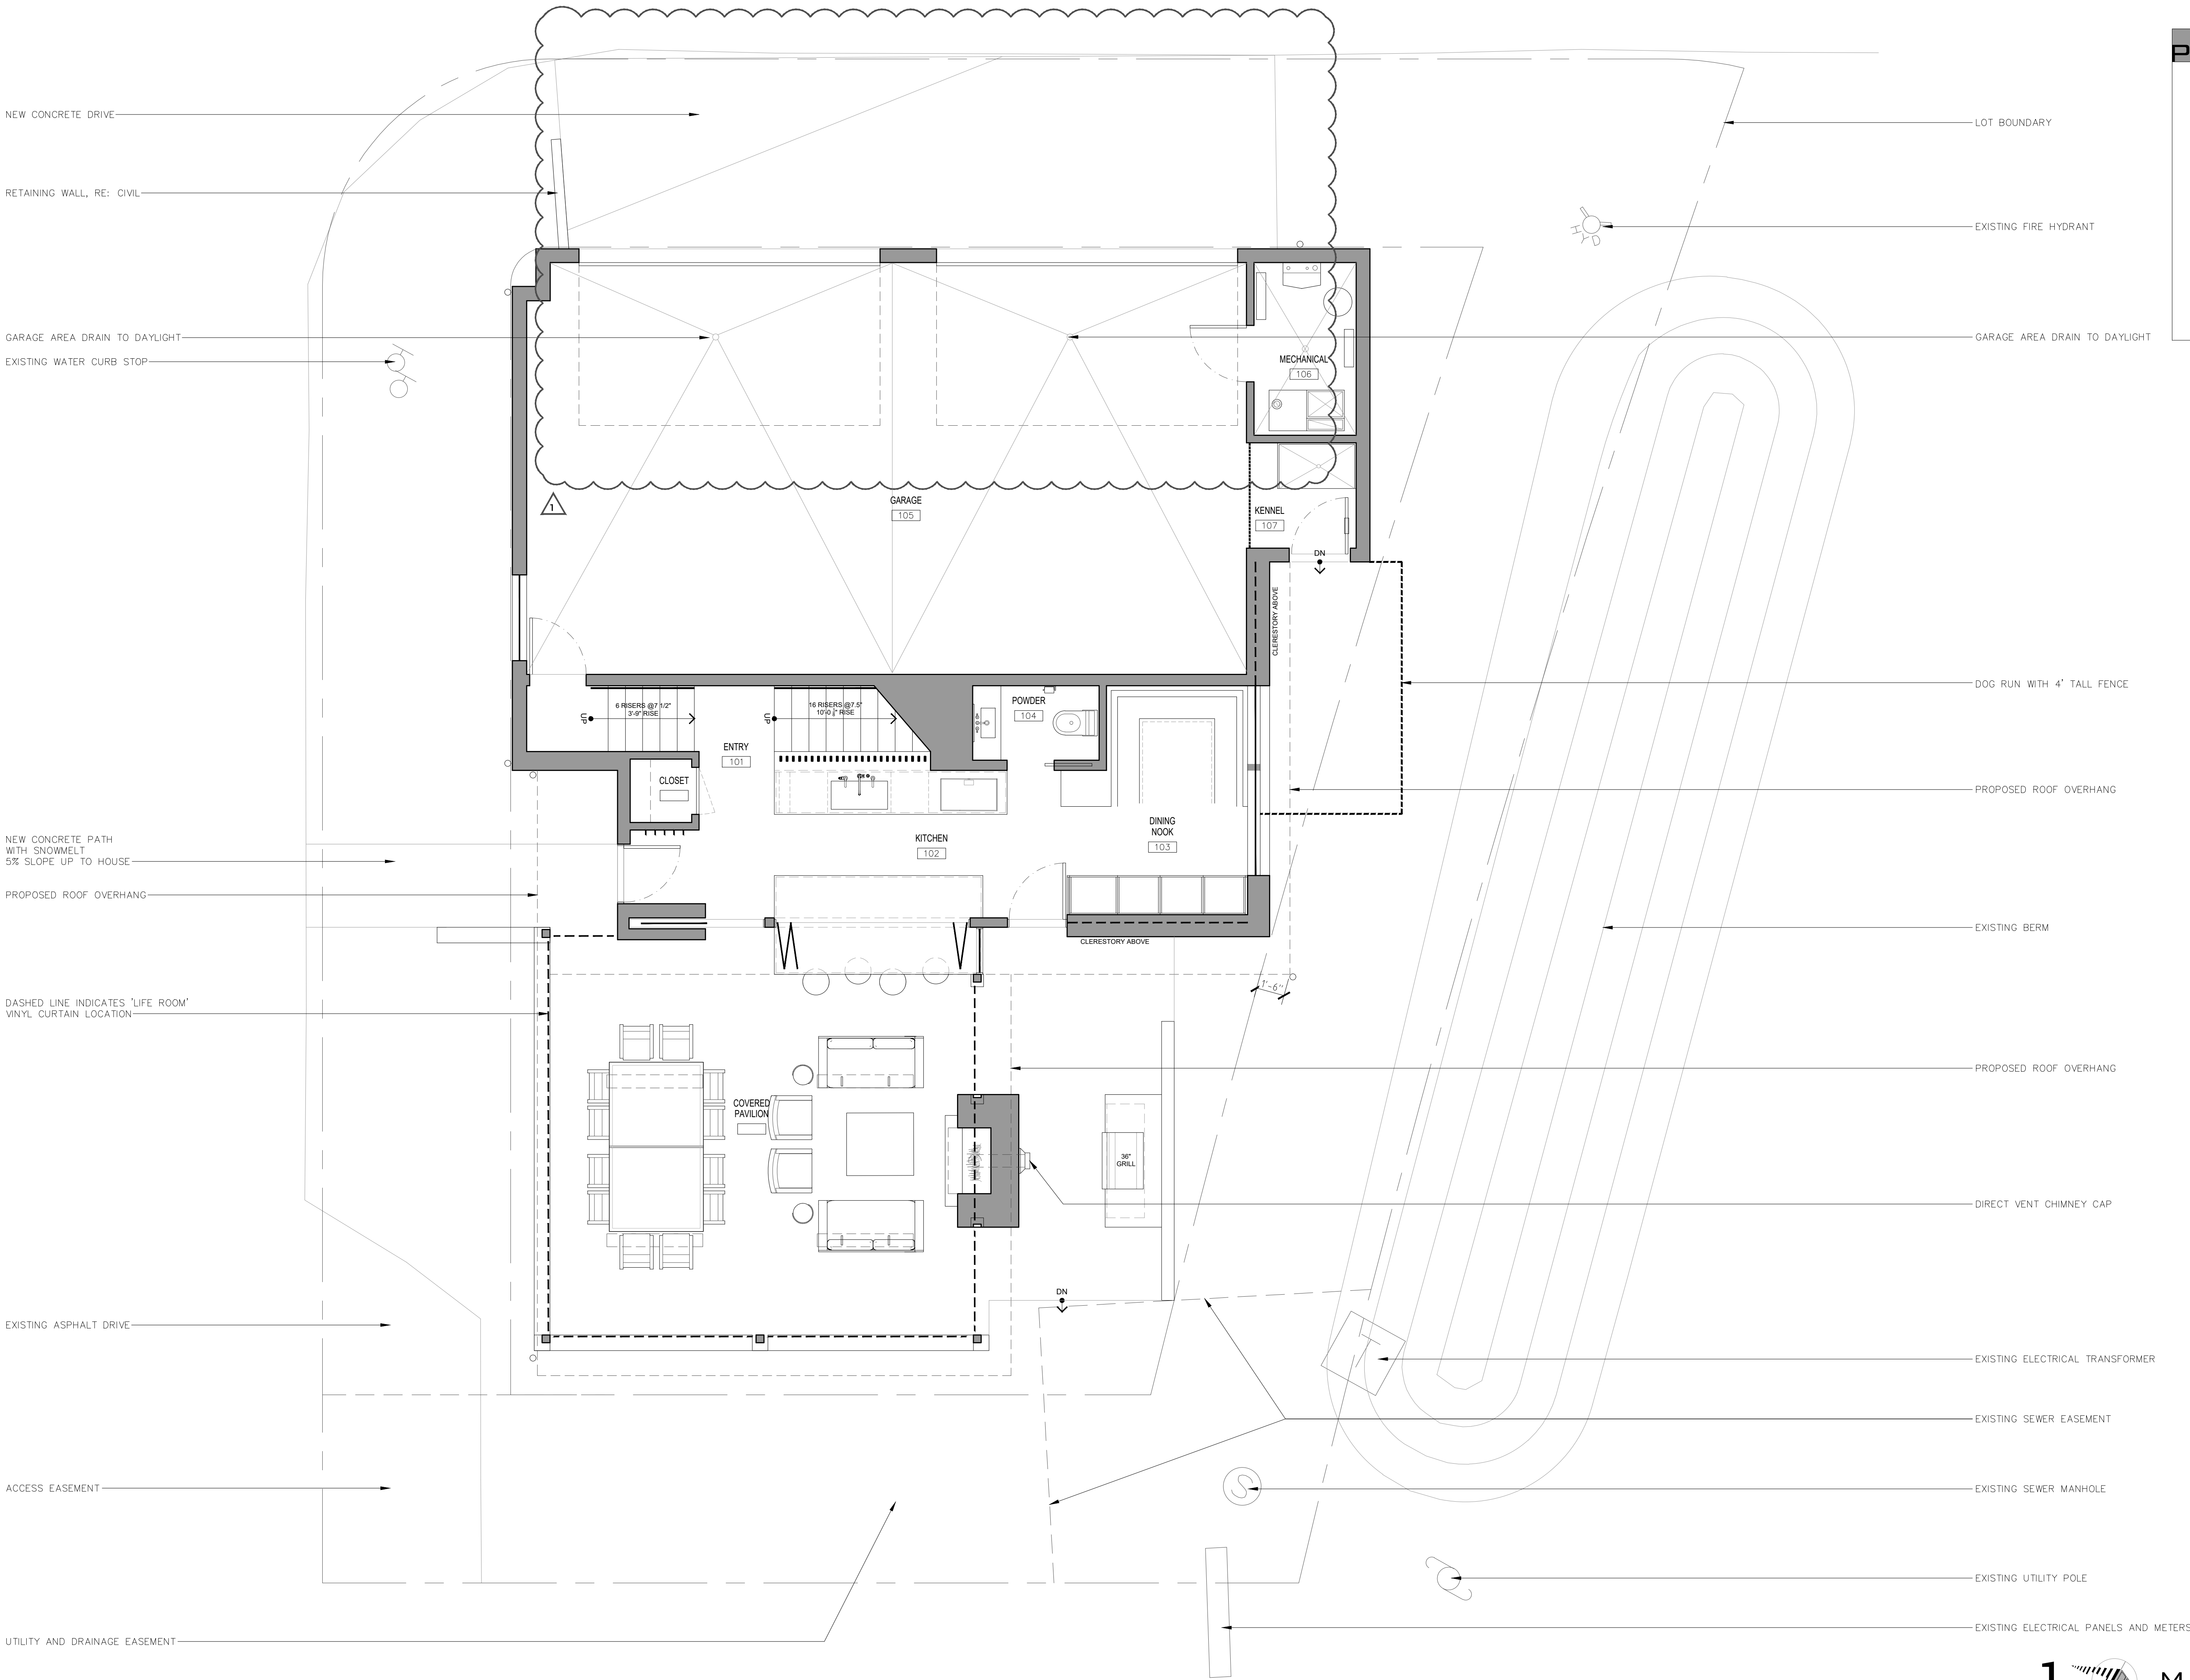 P
NEW CONCRETE DRIVE
LOT BOUNDARY
RETAINING WALL, RE: CIVIL
EXISTING FIRE HYDRANT
HYD
GARAGE AREA DRAIN TO DAYLIGHT
GARAGE AREA DRAIN TO DAYLIGHT
EXISTING WATER CURB STOP
MECHANICAL
106
GARAGE
105
1
KENNEL
107
DN
CLERESTORY ABOVE
DOG RUN WITH 4' TALL FENCE
6 RISERS @7 1/2"
3'-9" RISE
UP
16 RISERS @7.5"
UP
POWDER
104
ENTRY
101
CLOSET
PROPOSED ROOF OVERHANG
DINING
NOOK
103
KITCHEN
102
NEW CONCRETE PATH
WITH SNOWMELT
5% SLOPE UP TO HOUSE
PROPOSED ROOF OVERHANG
EXISTING BERM
CLERESTORY ABOVE
1'-6"
DASHED LINE INDICATES 'LIFE ROOM'
VINYL CURTAIN LOCATION
PROPOSED ROOF OVERHANG
COVERED
PAVILION
36"
GRILL
DIRECT VENT CHIMNEY CAP
DN
EXISTING ASPHALT DRIVE
T
EXISTING ELECTRICAL TRANSFORMER
EXISTING SEWER EASEMENT
ACCESS EASEMENT
S
EXISTING SEWER MANHOLE
EXISTING UTILITY POLE
UTILITY AND DRAINAGE EASEMENT
EXISTING ELECTRICAL PANELS AND METERS
1
M